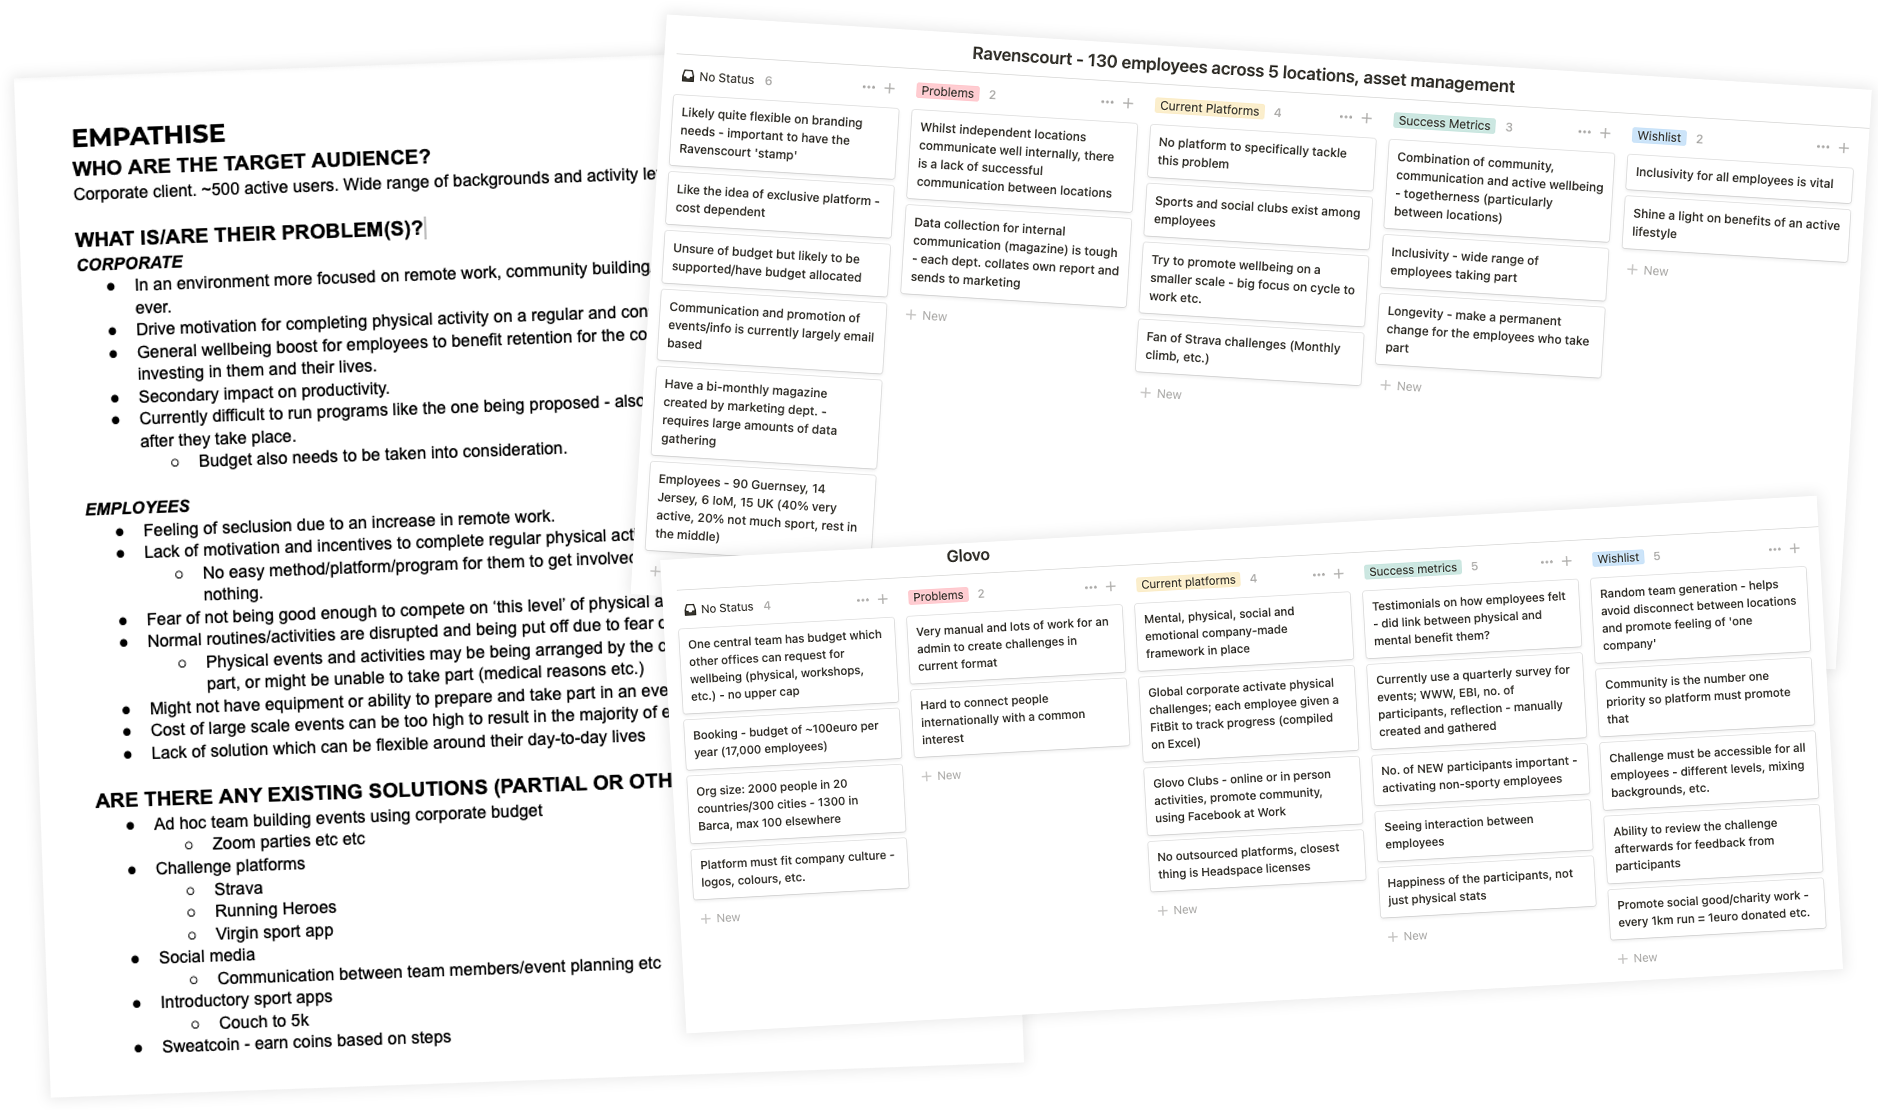 EMPATHISE
WHO ARE THE TARGET AUDIENCE?
Corporate client. ~500 active users. Wide range of backgrounds and activity
WHAT IS/ARE THEIR PROBLEM(S)?
CORPORATE
● In an environment more focused on remote work, community building
ever.
● Drive motivation for completing physical activity on a regular and
● General wellbeing boost for employees to benefit retention for the
investing in them and their lives.
● Secondary impact on productivity.
● Currently difficult to run programs like the one being proposed - also
after they take place.
○ Budget also needs to be taken into consideration.
EMPLOYEES
● Feeling of seclusion due to an increase in remote work.
● Lack of motivation and incentives to complete regular physical
○ No easy method/platform/program for them to get involved
nothing.
● Fear of not being good enough to compete on ‘this level’ of physical
● Normal routines/activities are disrupted and being put off due to fear
○ Physical events and activities may be being arranged by the
part, or might be unable to take part (medical reasons etc.)
● Might not have equipment or ability to prepare and take part in an
● Cost of large scale events can be too high to result in the majority of
● Lack of solution which can be flexible around their day-to-day lives
ARE THERE ANY EXISTING SOLUTIONS (PARTIAL OR
● Ad hoc team building events using corporate budget
○ Zoom parties etc etc
● Challenge platforms
○ Strava
○ Running Heroes
○ Virgin sport app
● Social media
○ Communication between team members/event planning etc
● Introductory sport apps
○ Couch to 5k
● Sweatcoin - earn coins based on steps
Ravenscourt - 130 employees across 5 locations, asset management
No Status 6
Likely quite flexible on branding
needs - important to have the
Ravenscourt 'stamp'
Like the idea of exclusive platform -
cost dependent
Unsure of budget but likely to be
supported/have budget allocated
Communication and promotion of
events/info is currently largely email
based
Have a bi-monthly magazine
created by marketing dept. -
requires large amounts of data
gathering
Employees - 90 Guernsey, 14
Jersey, 6 IoM, 15 UK (40% very
active, 20% not much sport, rest in
the middle)
Problems 2
Whilst independent locations
communicate well internally, there
is a lack of successful
communication between locations
Data collection for internal
communication (magazine) is tough
- each dept. collates own report and
sends to marketing
+ New
Current Platforms 4
No platform to specifically tackle
this problem
Sports and social clubs exist among
employees
Try to promote wellbeing on a
smaller scale - big focus on cycle to
work etc.
Fan of Strava challenges (Monthly
climb, etc.)
+ New
Success Metrics 3
Combination of community,
communication and active wellbeing
- togetherness (particularly
between locations)
Inclusivity - wide range of
employees taking part
Longevity - make a permanent
change for the employees who take
part
+ New
Wishlist 2
Inclusivity for all employees is vital
Shine a light on benefits of an active
lifestyle
+ New
Glovo
No Status 4
One central team has budget which
other offices can request for
wellbeing (physical, workshops,
etc.) - no upper cap
Booking - budget of ~100euro per
year (17,000 employees)
Org size: 2000 people in 20
countries/300 cities - 1300 in
Barca, max 100 elsewhere
Platform must fit company culture -
logos, colours, etc.
+ New
Problems 2
Very manual and lots of work for an
admin to create challenges in
current format
Hard to connect people
internationally with a common
interest
+ New
Current platforms 4
Mental, physical, social and
emotional company-made
framework in place
Global corporate activate physical
challenges; each employee given a
FitBit to track progress (compiled
on Excel)
Glovo Clubs - online or in person
activities, promote community,
using Facebook at Work
No outsourced platforms, closest
thing is Headspace licenses
+ New
Success metrics 5
Testimonials on how employees felt
- did link between physical and
mental benefit them?
Currently use a quarterly survey for
events; WWW, EBI, no. of
participants, reflection - manually
created and gathered
No. of NEW participants important -
activating non-sporty employees
Seeing interaction between
employees
Happiness of the participants, not
just physical stats
+ New
Wishlist 5
Random team generation - helps
avoid disconnect between locations
and promote feeling of 'one
company'
Community is the number one
priority so platform must promote
that
Challenge must be accessible for all
employees - different levels, mixing
backgrounds, etc.
Ability to review the challenge
afterwards for feedback from
participants
Promote social good/charity work -
every 1km run = 1euro donated etc.
+ New